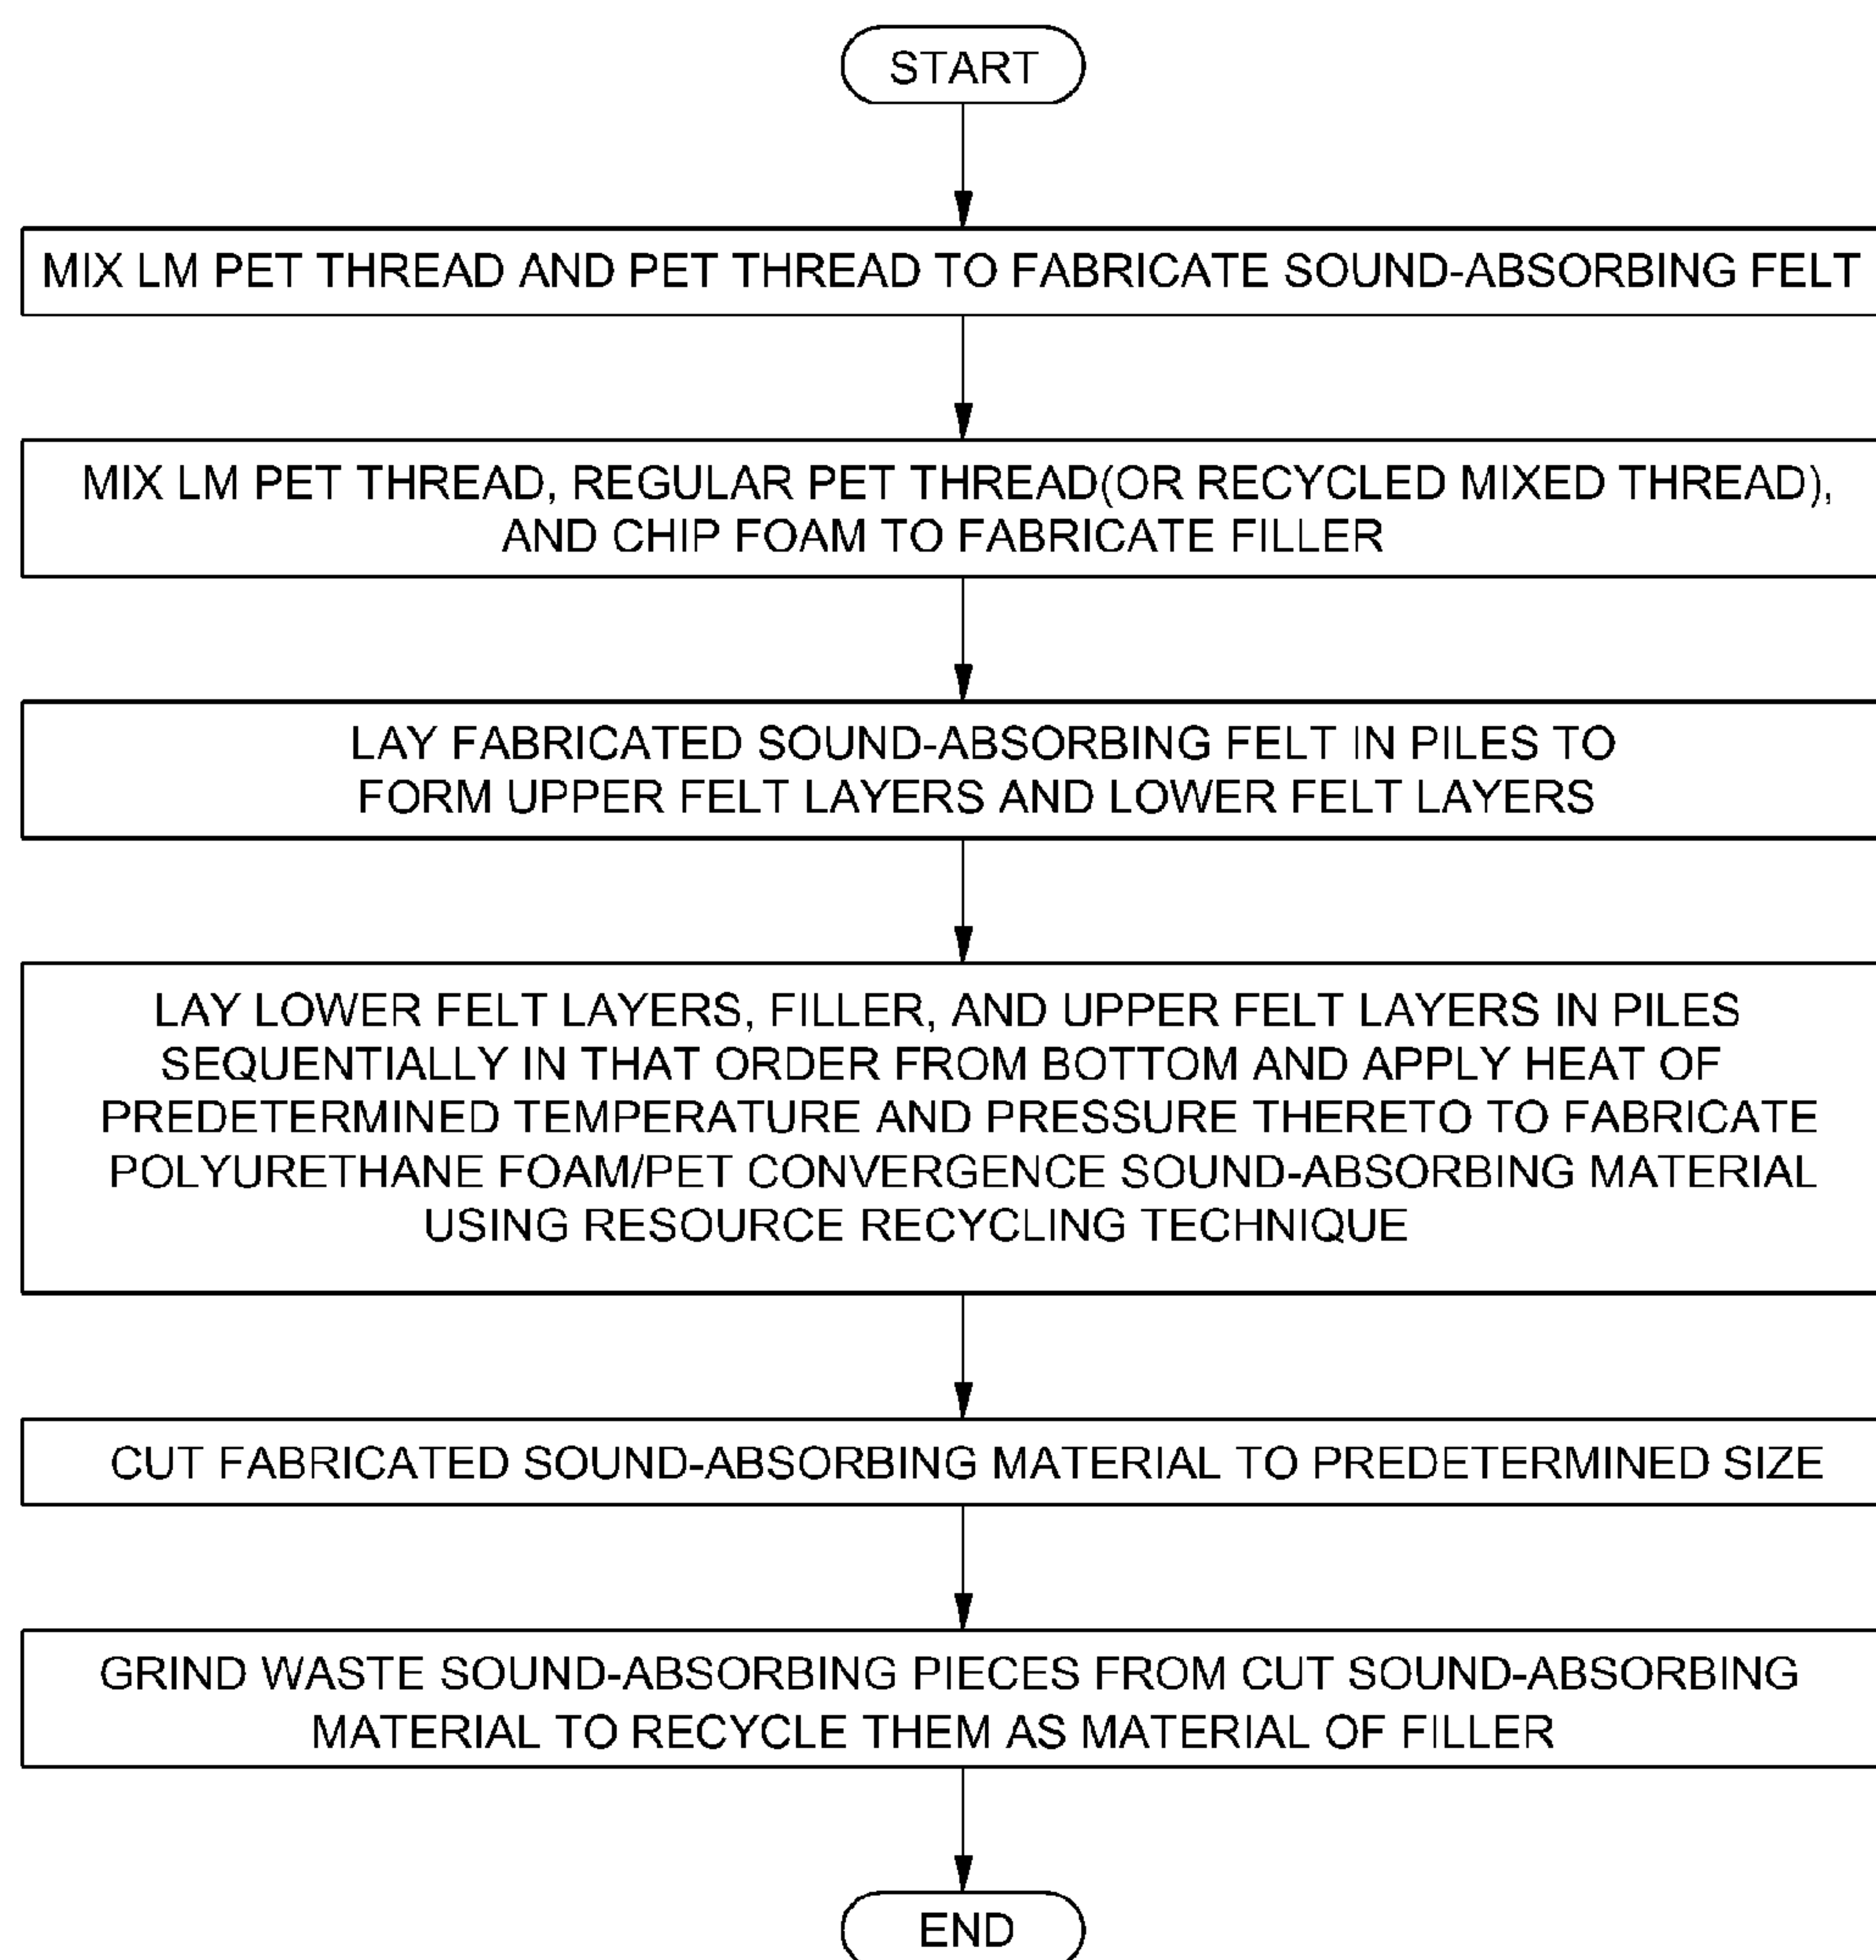 START
MIX LM PET THREAD AND PET THREAD TO FABRICATE SOUND-ABSORBING FELT
MIX LM PET THREAD, REGULAR PET THREAD(OR RECYCLED MIXED THREAD),
AND CHIP FOAM TO FABRICATE FILLER
LAY FABRICATED SOUND-ABSORBING FELT IN PILES TO
FORM UPPER FELT LAYERS AND LOWER FELT LAYERS
LAY LOWER FELT LAYERS, FILLER, AND UPPER FELT LAYERS IN PILES
SEQUENTIALLY IN THAT ORDER FROM BOTTOM AND APPLY HEAT OF
PREDETERMINED TEMPERATURE AND PRESSURE THERETO TO FABRICATE
POLYURETHANE FOAM/PET CONVERGENCE SOUND-ABSORBING MATERIAL
USING RESOURCE RECYCLING TECHNIQUE
CUT FABRICATED SOUND-ABSORBING MATERIAL TO PREDETERMINED SIZE
GRIND WASTE SOUND-ABSORBING PIECES FROM CUT SOUND-ABSORBING
MATERIAL TO RECYCLE THEM AS MATERIAL OF FILLER
END